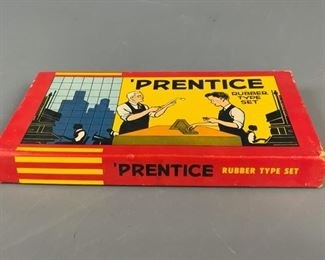 'PRENTICE
RUBBER
TYPE
SET
'PRENTICE RUBBER TYPE SET